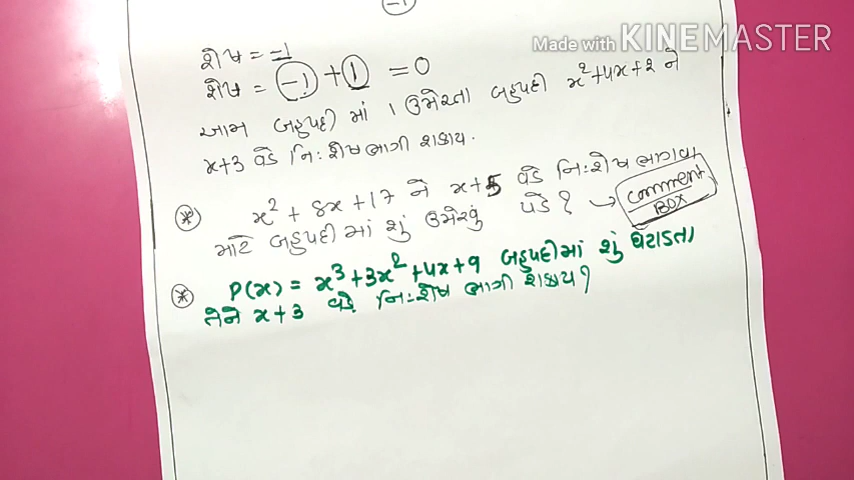 -1
Made with KINEMASTER
શેષ = -1
શેષ = -1 + 1 = 0
આમ બહુપદી માં 1 ઉમેરતા બહુપદી x²+4x+2 ને
x+3 વડે નિઃશેષ ભાગી શકાય.
* x² + 8x + 17 ને x+5 વડે નિઃશેષ ભાગવા
માટે બહુપદીમાં શું ઉમેરવું પડે? → comment BOX
* P(x) = x³+3x²+4x+9 બહુપદીમાં શું ઘટાડતા
તેને x+3 વડે નિઃશેષ ભાગી શકાય?